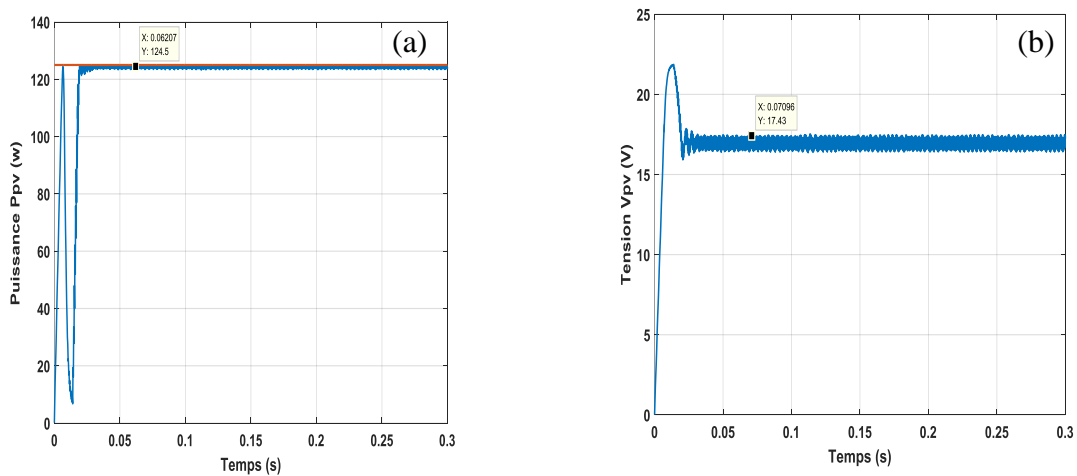 (a)
X: 0.06207
Y: 124.5
140
120
100
80
60
40
20
0
Puissance Ppv (w)
0 0.05 0.1 0.15 0.2 0.25 0.3
Temps (s)
(b)
X: 0.07096
Y: 17.43
25
20
15
10
5
0
Tension Vpv (V)
0 0.05 0.1 0.15 0.2 0.25 0.3
Temps (s)